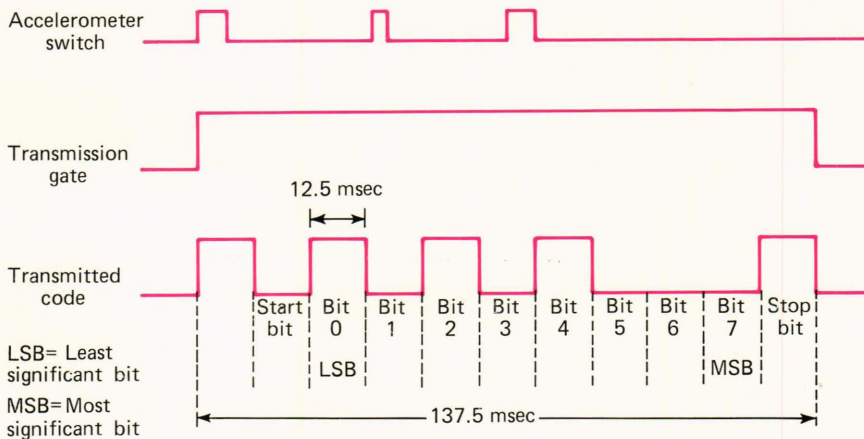 Accelerometer
switch
Transmission
gate
12.5 msec
Transmitted
code
Start
bit
Bit
0
Bit
1
Bit
2
Bit
3
Bit
4
Bit
5
Bit
6
Bit
7
Stop
bit
LSB= Least
significant bit
LSB
MSB
MSB=Most
significant bit
137.5 msec